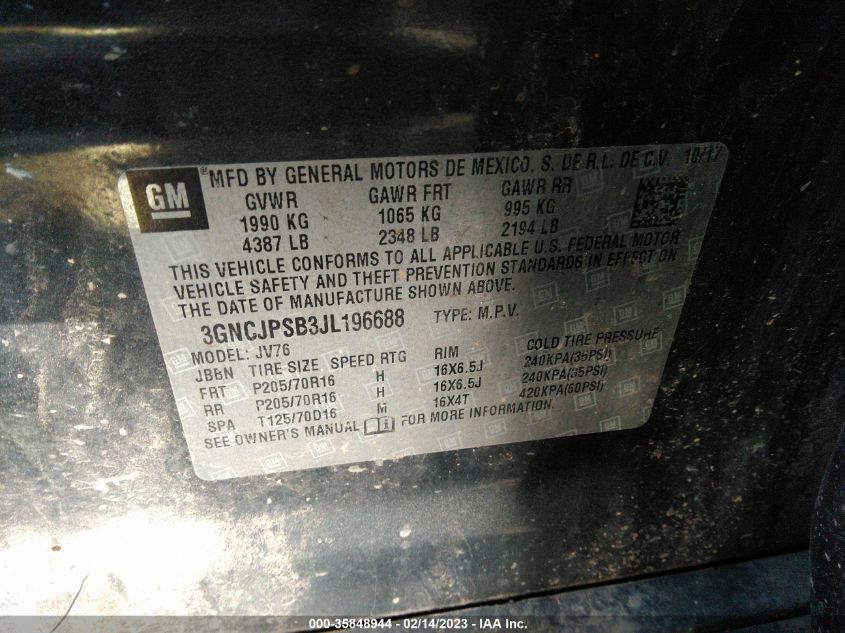 GM ® MFD BY GENERAL MOTORS DE MEXICO, S. DE R.L. DE C.V. 10/17
GVWR GAWR FRT GAWR RR
1990 KG 1065 KG 995 KG
4387 LB 2348 LB 2194 LB
THIS VEHICLE CONFORMS TO ALL APPLICABLE U.S. FEDERAL MOTOR
VEHICLE SAFETY AND THEFT PREVENTION STANDARDS IN EFFECT ON
THE DATE OF MANUFACTURE SHOWN ABOVE.
3GNCJPSB3JL196688 TYPE: M.P.V.
MODEL: JV76
JBBN TIRE SIZE SPEED RTG RIM COLD TIRE PRESSURE
FRT P205/70R16 H 16X6.5J 240KPA(35PSI)
RR P205/70R16 H 16X6.5J 240KPA(35PSI)
SPA T125/70D16 M 16X4T 420KPA(60PSI)
SEE OWNER'S MANUAL FOR MORE INFORMATION.
000-35848944 - 02/14/2023 - IAA Inc.